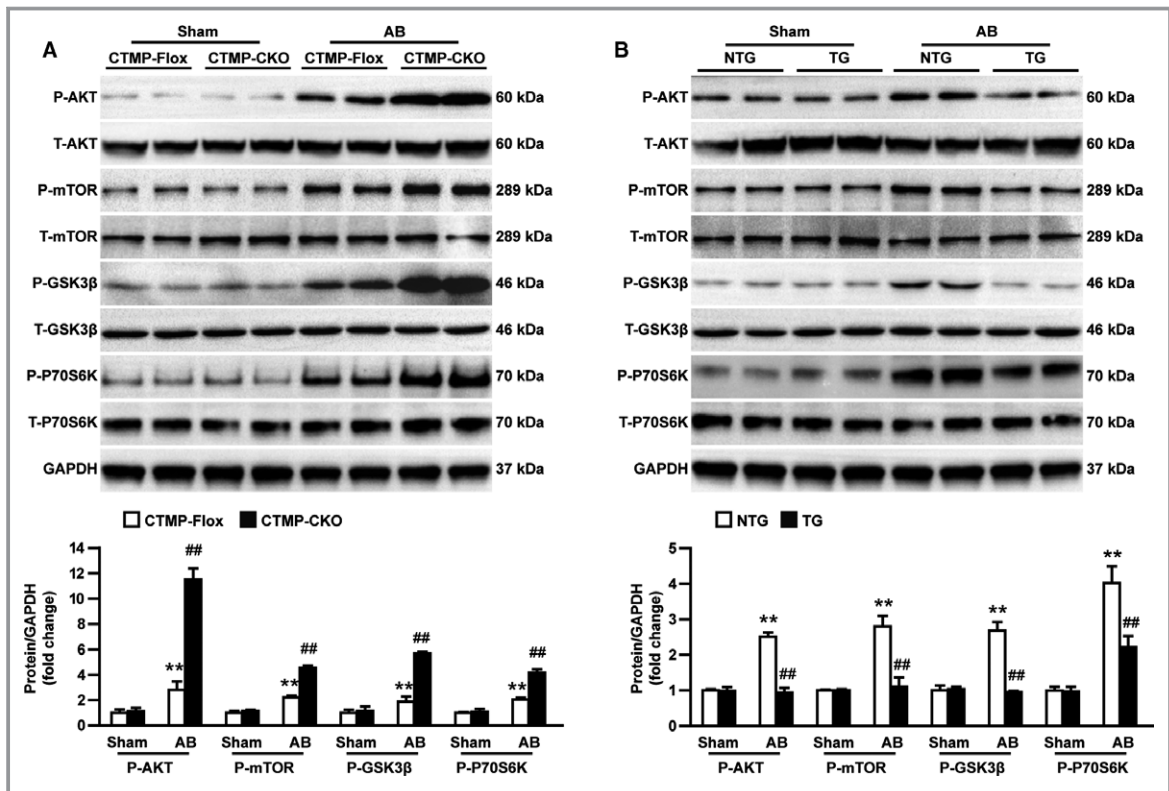 A
Sham AB
CTMP-Flox CTMP-CKO CTMP-Flox CTMP-CKO
P-AKT 60 kDa
T-AKT 60 kDa
P-mTOR 289 kDa
T-mTOR 289 kDa
P-GSK3β 46 kDa
T-GSK3β 46 kDa
P-P70S6K 70 kDa
T-P70S6K 70 kDa
GAPDH 37 kDa
CTMP-Flox CTMP-CKO
Protein/GAPDH
(fold change)
14
12
10
8
6
4
2
0
** ##
** ##
** ##
** ##
Sham AB Sham AB Sham AB Sham AB
P-AKT P-mTOR P-GSK3β P-P70S6K
B
Sham AB
NTG TG NTG TG
P-AKT 60 kDa
T-AKT 60 kDa
P-mTOR 289 kDa
T-mTOR 289 kDa
P-GSK3β 46 kDa
T-GSK3β 46 kDa
P-P70S6K 70 kDa
T-P70S6K 70 kDa
GAPDH 37 kDa
NTG TG
Protein/GAPDH
(fold change)
5
4
3
2
1
0
** ##
** ##
** ##
** ##
Sham AB Sham AB Sham AB Sham AB
P-AKT P-mTOR P-GSK3β P-P70S6K